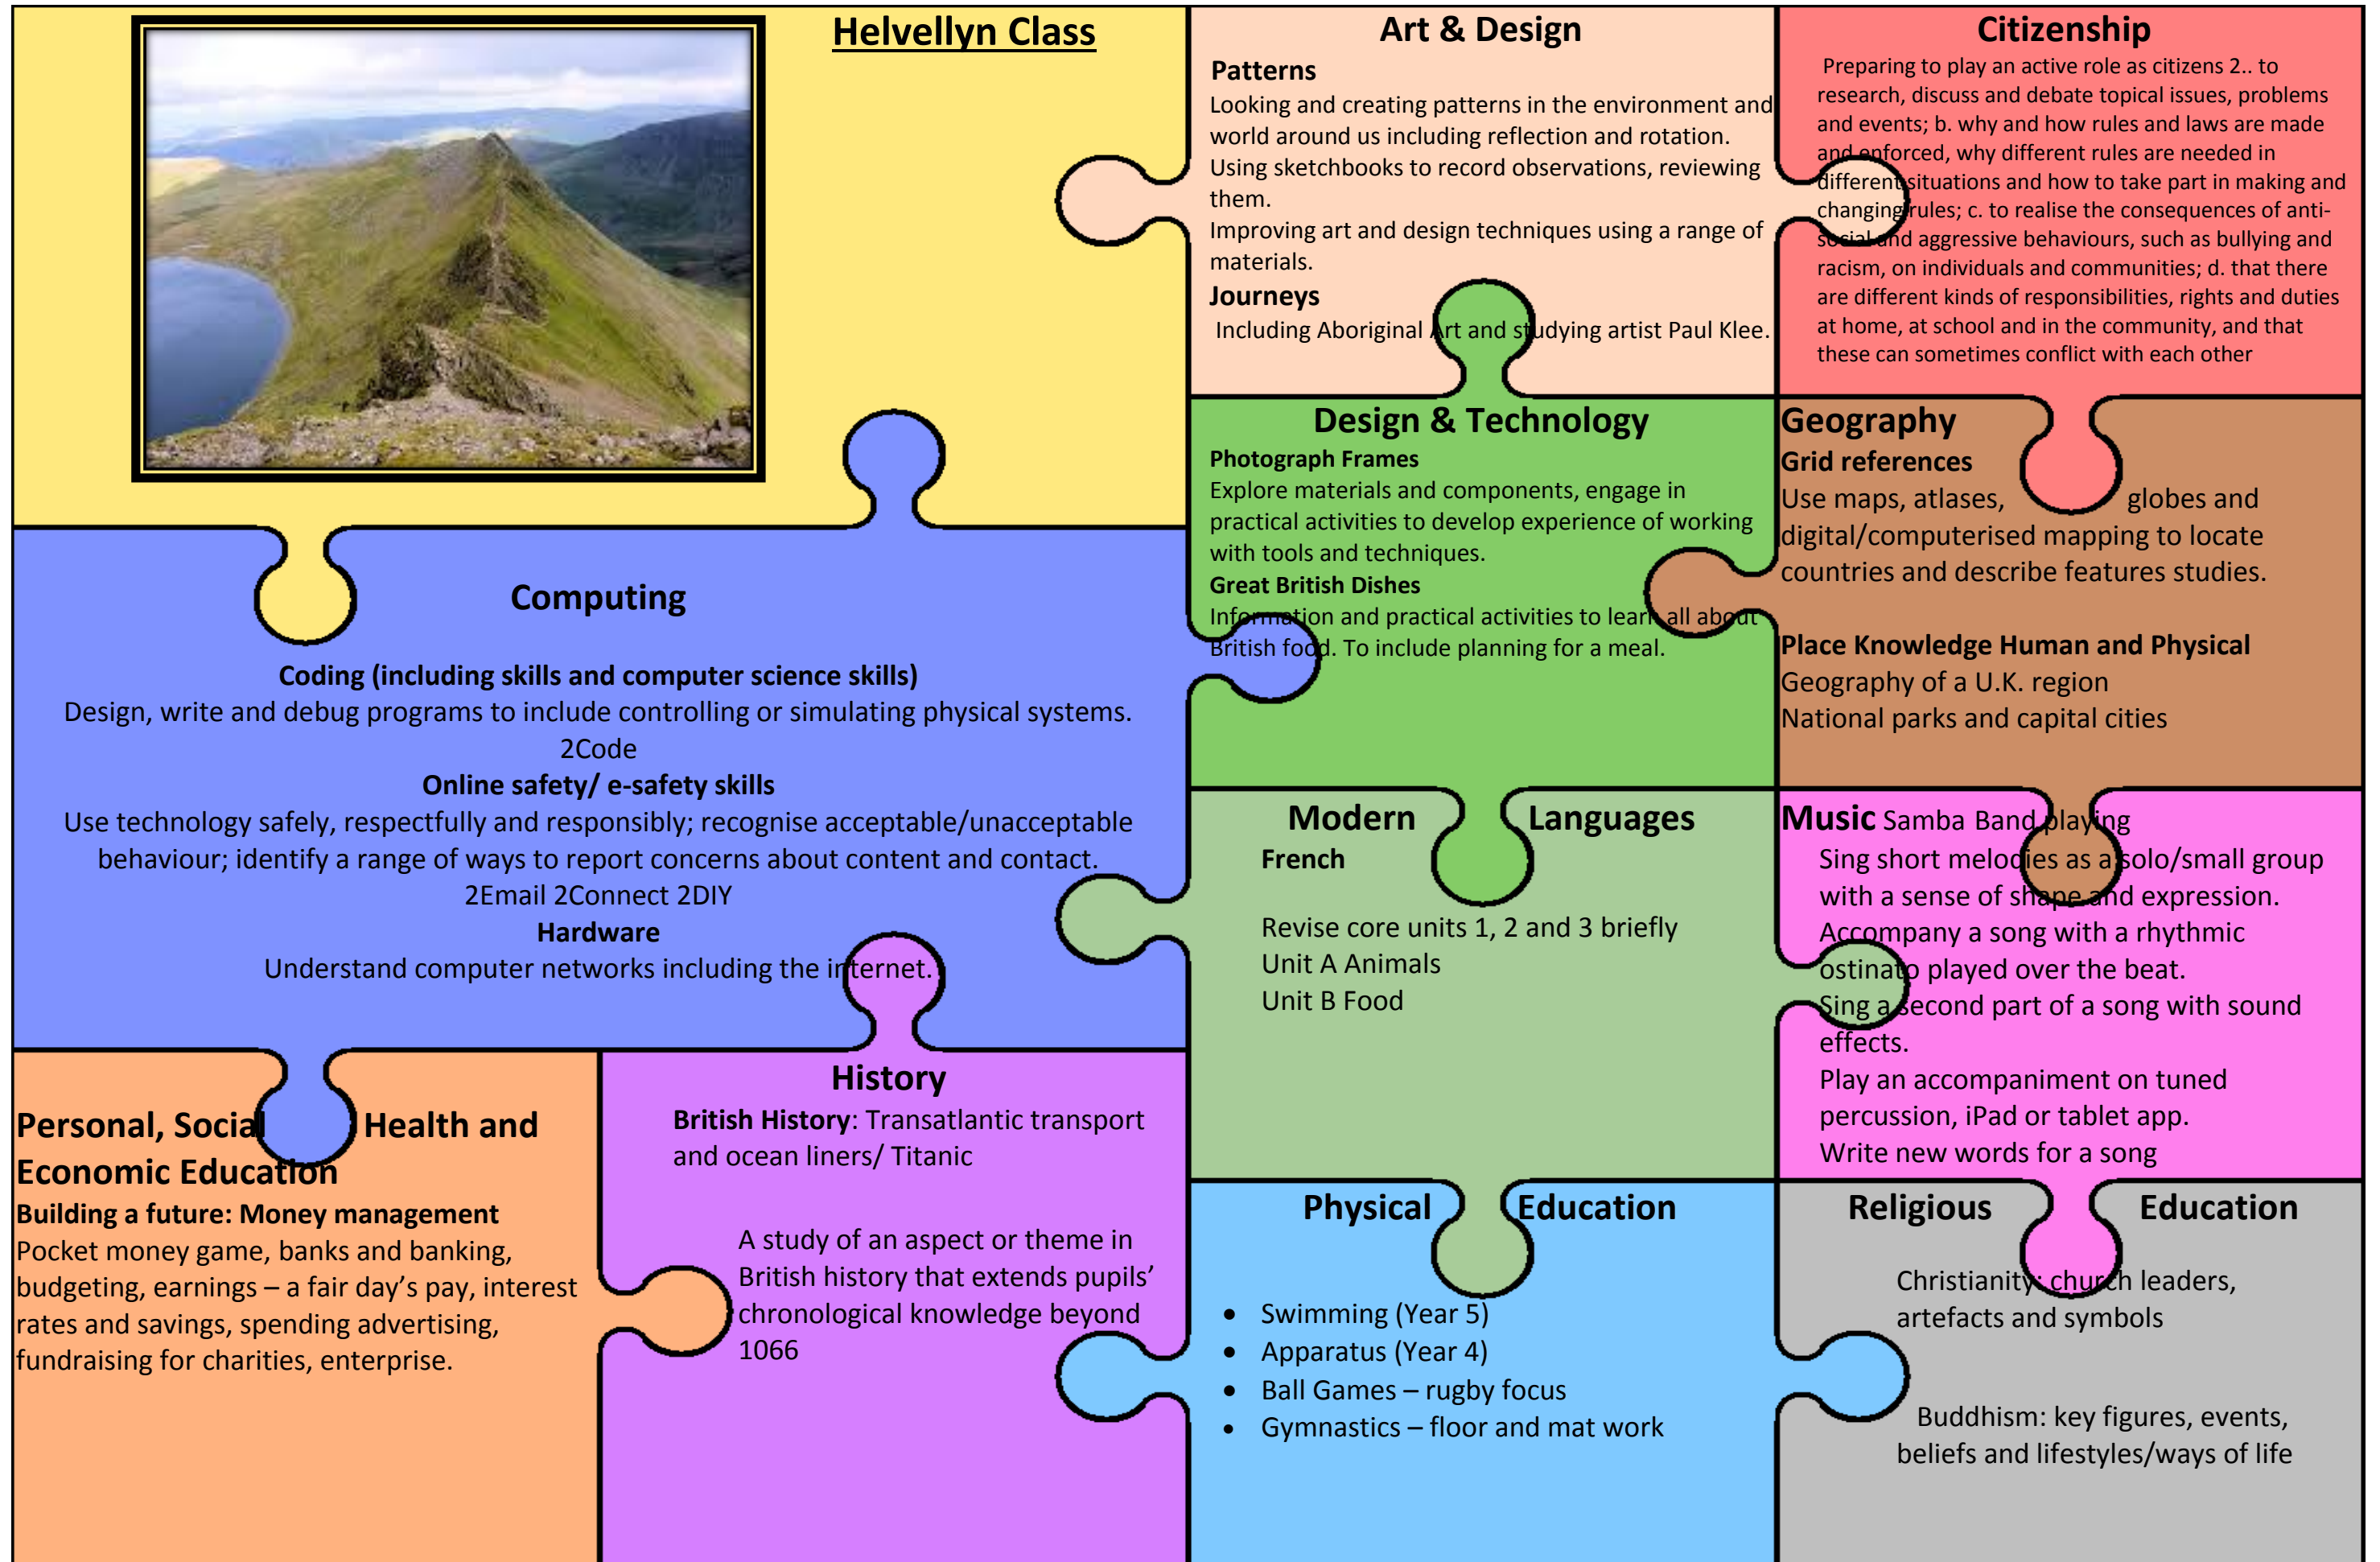 Helvellyn Class
Art & Design
Patterns
Looking and creating patterns in the environment and
world around us including reflection and rotation.
Using sketchbooks to record observations, reviewing
them.
Improving art and design techniques using a range of
materials.
Journeys
Including Aboriginal Art and studying artist Paul Klee.
Citizenship
Preparing to play an active role as citizens 2.. to
research, discuss and debate topical issues, problems
and events; b. why and how rules and laws are made
and enforced, why different rules are needed in
different situations and how to take part in making and
changing rules; c. to realise the consequences of anti-
social and aggressive behaviours, such as bullying and
racism, on individuals and communities; d. that there
are different kinds of responsibilities, rights and duties
at home, at school and in the community, and that
these can sometimes conflict with each other
Design & Technology
Photograph Frames
Explore materials and components, engage in
practical activities to develop experience of working
with tools and techniques.
Great British Dishes
Information and practical activities to learn all about
British food. To include planning for a meal.
Geography
Grid references
Use maps, atlases, globes and
digital/computerised mapping to locate
countries and describe features studies.
Place Knowledge Human and Physical
Geography of a U.K. region
National parks and capital cities
Computing
Coding (including skills and computer science skills)
Design, write and debug programs to include controlling or simulating physical systems.
2Code
Online safety/ e-safety skills
Use technology safely, respectfully and responsibly; recognise acceptable/unacceptable
behaviour; identify a range of ways to report concerns about content and contact.
2Email 2Connect 2DIY
Hardware
Understand computer networks including the internet.
Modern Languages
French
Revise core units 1, 2 and 3 briefly
Unit A Animals
Unit B Food
Music Samba Band playing
Sing short melodies as a solo/small group
with a sense of shape and expression.
Accompany a song with a rhythmic
ostinato played over the beat.
Sing a second part of a song with sound
effects.
Play an accompaniment on tuned
percussion, iPad or tablet app.
Write new words for a song
Personal, Social Health and
Economic Education
Building a future: Money management
Pocket money game, banks and banking,
budgeting, earnings – a fair day’s pay, interest
rates and savings, spending advertising,
fundraising for charities, enterprise.
History
British History: Transatlantic transport
and ocean liners/ Titanic
A study of an aspect or theme in
British history that extends pupils’
chronological knowledge beyond
1066
Physical Education
• Swimming (Year 5)
• Apparatus (Year 4)
• Ball Games – rugby focus
• Gymnastics – floor and mat work
Religious Education
Christianity: church leaders,
artefacts and symbols
Buddhism: key figures, events,
beliefs and lifestyles/ways of life